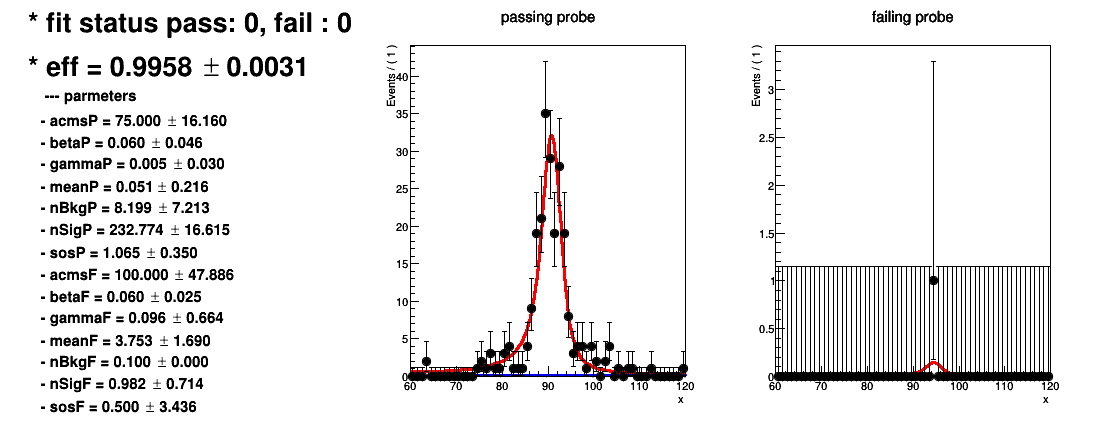 * fit status pass: 0, fail : 0
* eff = 0.9958 ± 0.0031
--- parmeters
- acmsP = 75.000 ± 16.160
- betaP = 0.060 ± 0.046
- gammaP = 0.005 ± 0.030
- meanP = 0.051 ± 0.216
- nBkgP = 8.199 ± 7.213
- nSigP = 232.774 ± 16.615
- sosP = 1.065 ± 0.350
- acmsF = 100.000 ± 47.886
- betaF = 0.060 ± 0.025
- gammaF = 0.096 ± 0.664
- meanF = 3.753 ± 1.690
- nBkgF = 0.100 ± 0.000
- nSigF = 0.982 ± 0.714
- sosF = 0.500 ± 3.436
passing probe
Events / ( 1 )
40
35
30
25
20
15
10
5
0
60 70 80 90 100 110 120
x
failing probe
Events / ( 1 )
3
2.5
2
1.5
1
0.5
0
60 70 80 90 100 110 120
x